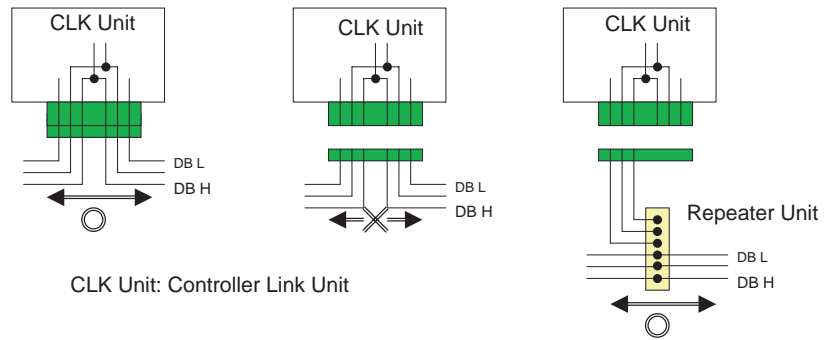 CLK Unit
CLK Unit
CLK Unit
DB L
DB H
DB L
DB H
Repeater Unit
DB L
DB H
CLK Unit: Controller Link Unit